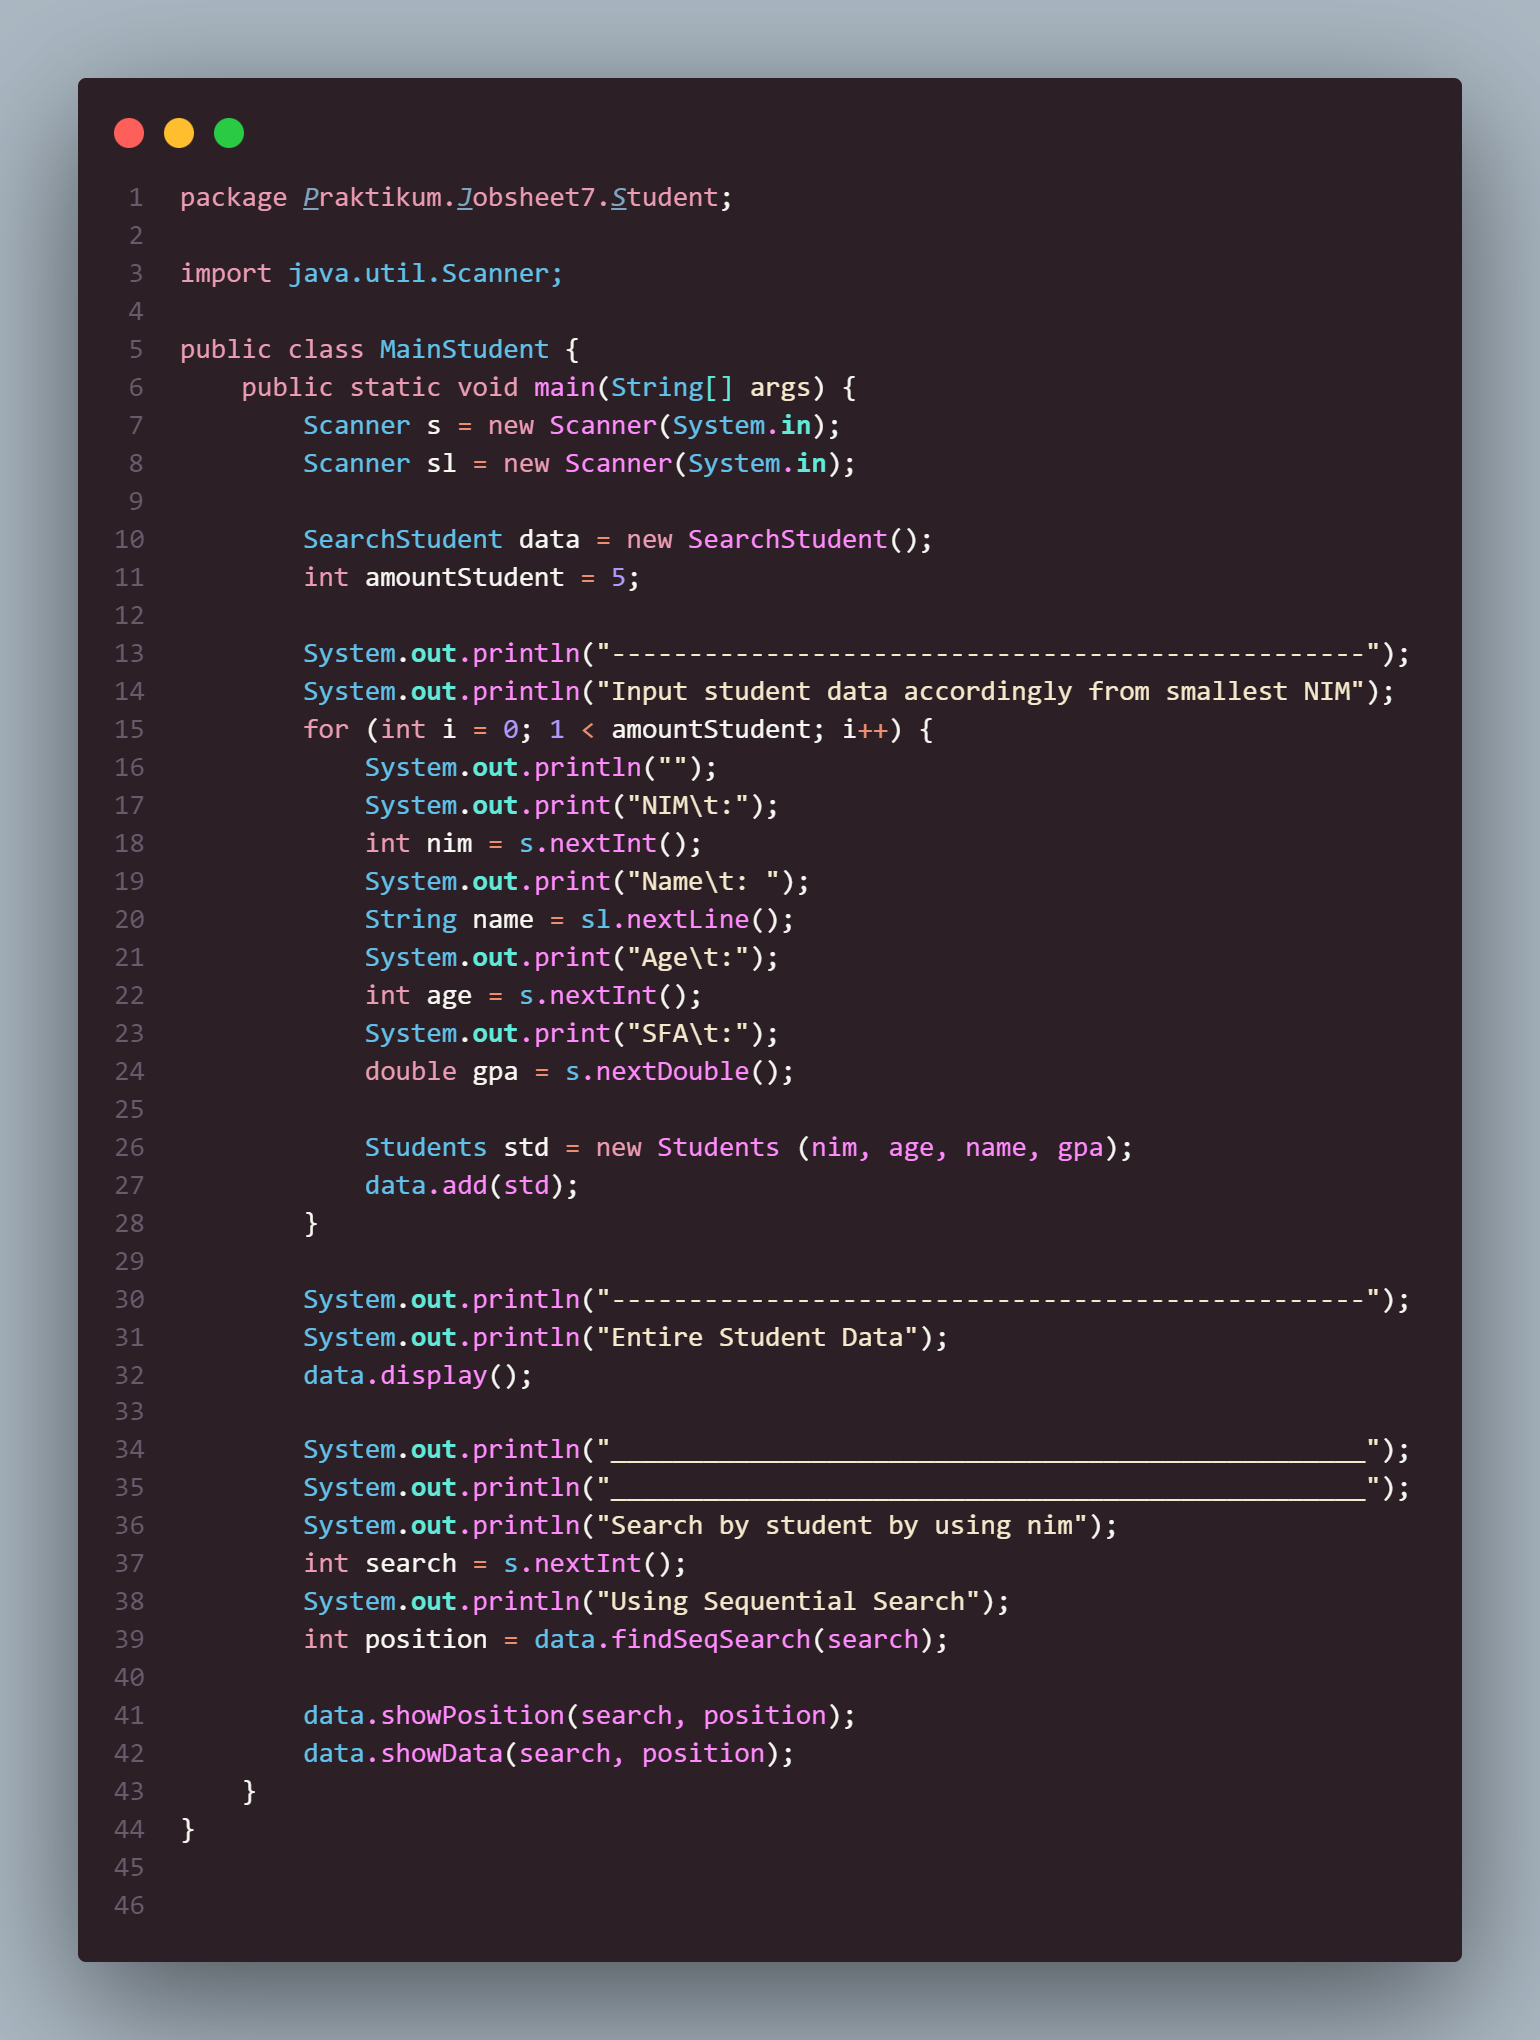 1 package Praktikum.Jobsheet7.Student;
2
3 import java.util.Scanner;
4
5 public class MainStudent {
6     public static void main(String[] args) {
7         Scanner s = new Scanner(System.in);
8         Scanner sl = new Scanner(System.in);
9
10         SearchStudent data = new SearchStudent();
11         int amountStudent = 5;
12
13         System.out.println("-------------------------------------------------");
14         System.out.println("Input student data accordingly from smallest NIM");
15         for (int i = 0; 1 < amountStudent; i++) {
16             System.out.println("");
17             System.out.print("NIM\t:");
18             int nim = s.nextInt();
19             System.out.print("Name\t: ");
20             String name = sl.nextLine();
21             System.out.print("Age\t:");
22             int age = s.nextInt();
23             System.out.print("SFA\t:");
24             double gpa = s.nextDouble();
25
26             Students std = new Students (nim, age, name, gpa);
27             data.add(std);
28         }
29
30         System.out.println("-------------------------------------------------");
31         System.out.println("Entire Student Data");
32         data.display();
33
34         System.out.println("_________________________________________________");
35         System.out.println("_________________________________________________");
36         System.out.println("Search by student by using nim");
37         int search = s.nextInt();
38         System.out.println("Using Sequential Search");
39         int position = data.findSeqSearch(search);
40
41         data.showPosition(search, position);
42         data.showData(search, position);
43     }
44 }
45
46